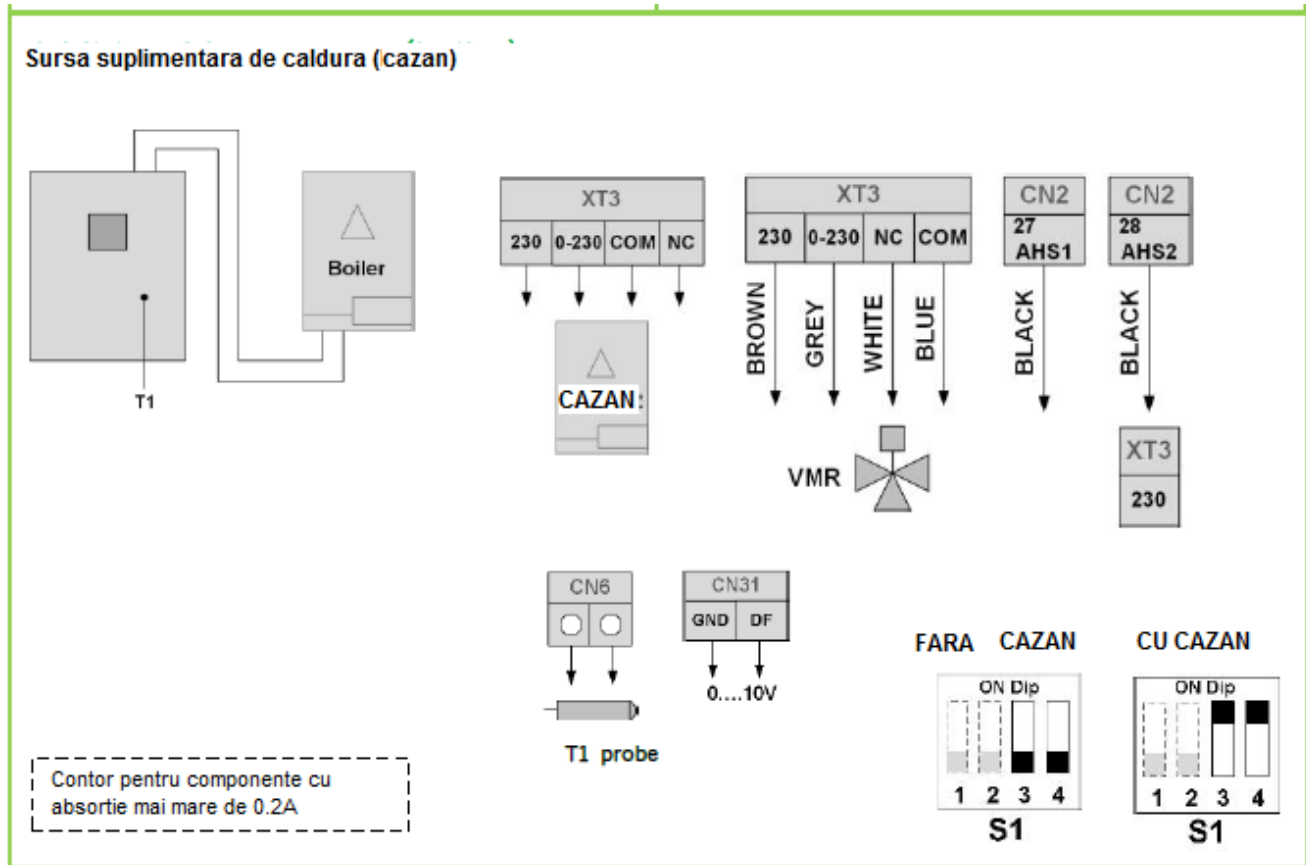 Sursa suplimentara de caldura (cazan)
Boiler
T1
XT3
230 0-230 COM NC
CAZAN:
XT3
230 0-230 NC COM
BROWN
GREY
WHITE
BLUE
VMR
CN2
27
AHS1
BLACK
CN2
28
AHS2
BLACK
XT3
230
CN6
T1 probe
CN31
GND DF
0....10V
FARA CAZAN
ON Dip
1 2 3 4
S1
CU CAZAN
ON Dip
1 2 3 4
S1
Contor pentru componente cu
absortie mai mare de 0.2A